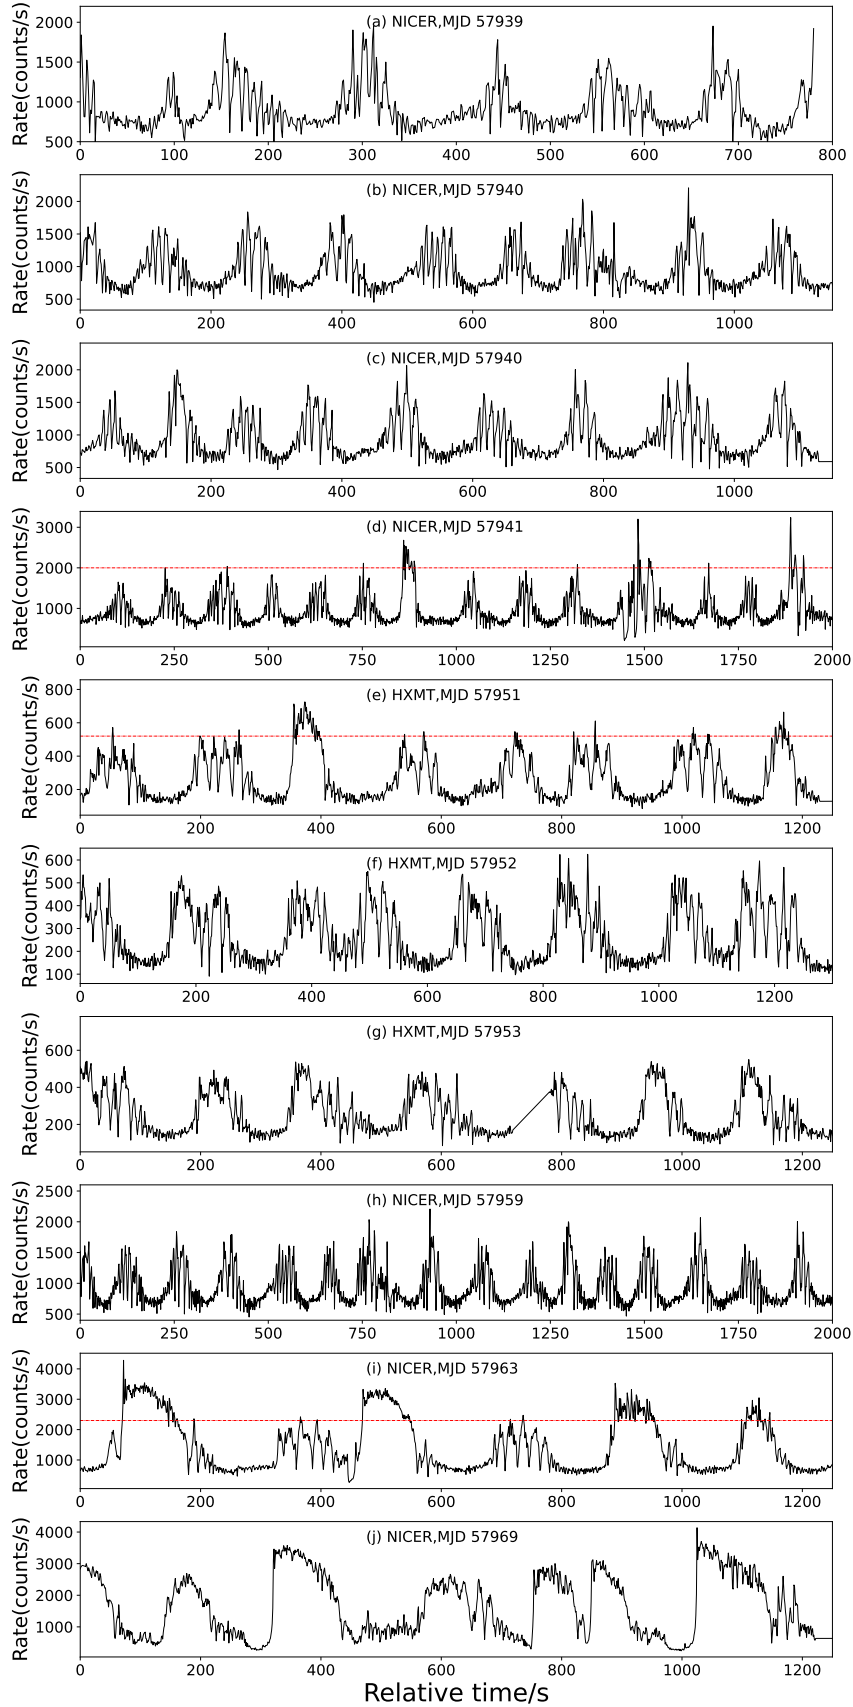 (a) NICER,MJD 57939
Rate(counts/s)
2000
1500
1000
500
0 100 200 300 400 500 600 700 800
(b) NICER,MJD 57940
Rate(counts/s)
2000
1500
1000
500
0 200 400 600 800 1000
(c) NICER,MJD 57940
Rate(counts/s)
2000
1500
1000
500
0 200 400 600 800 1000
(d) NICER,MJD 57941
Rate(counts/s)
3000
2000
1000
0 250 500 750 1000 1250 1500 1750 2000
(e) HXMT,MJD 57951
Rate(counts/s)
800
600
400
200
0 200 400 600 800 1000 1200
(f) HXMT,MJD 57952
Rate(counts/s)
600
500
400
300
200
100
0 200 400 600 800 1000 1200
(g) HXMT,MJD 57953
Rate(counts/s)
600
400
200
0 200 400 600 800 1000 1200
(h) NICER,MJD 57959
Rate(counts/s)
2500
2000
1500
1000
500
0 250 500 750 1000 1250 1500 1750 2000
(i) NICER,MJD 57963
Rate(counts/s)
4000
3000
2000
1000
0 200 400 600 800 1000 1200
(j) NICER,MJD 57969
Rate(counts/s)
4000
3000
2000
1000
0 200 400 600 800 1000 1200
Relative time/s